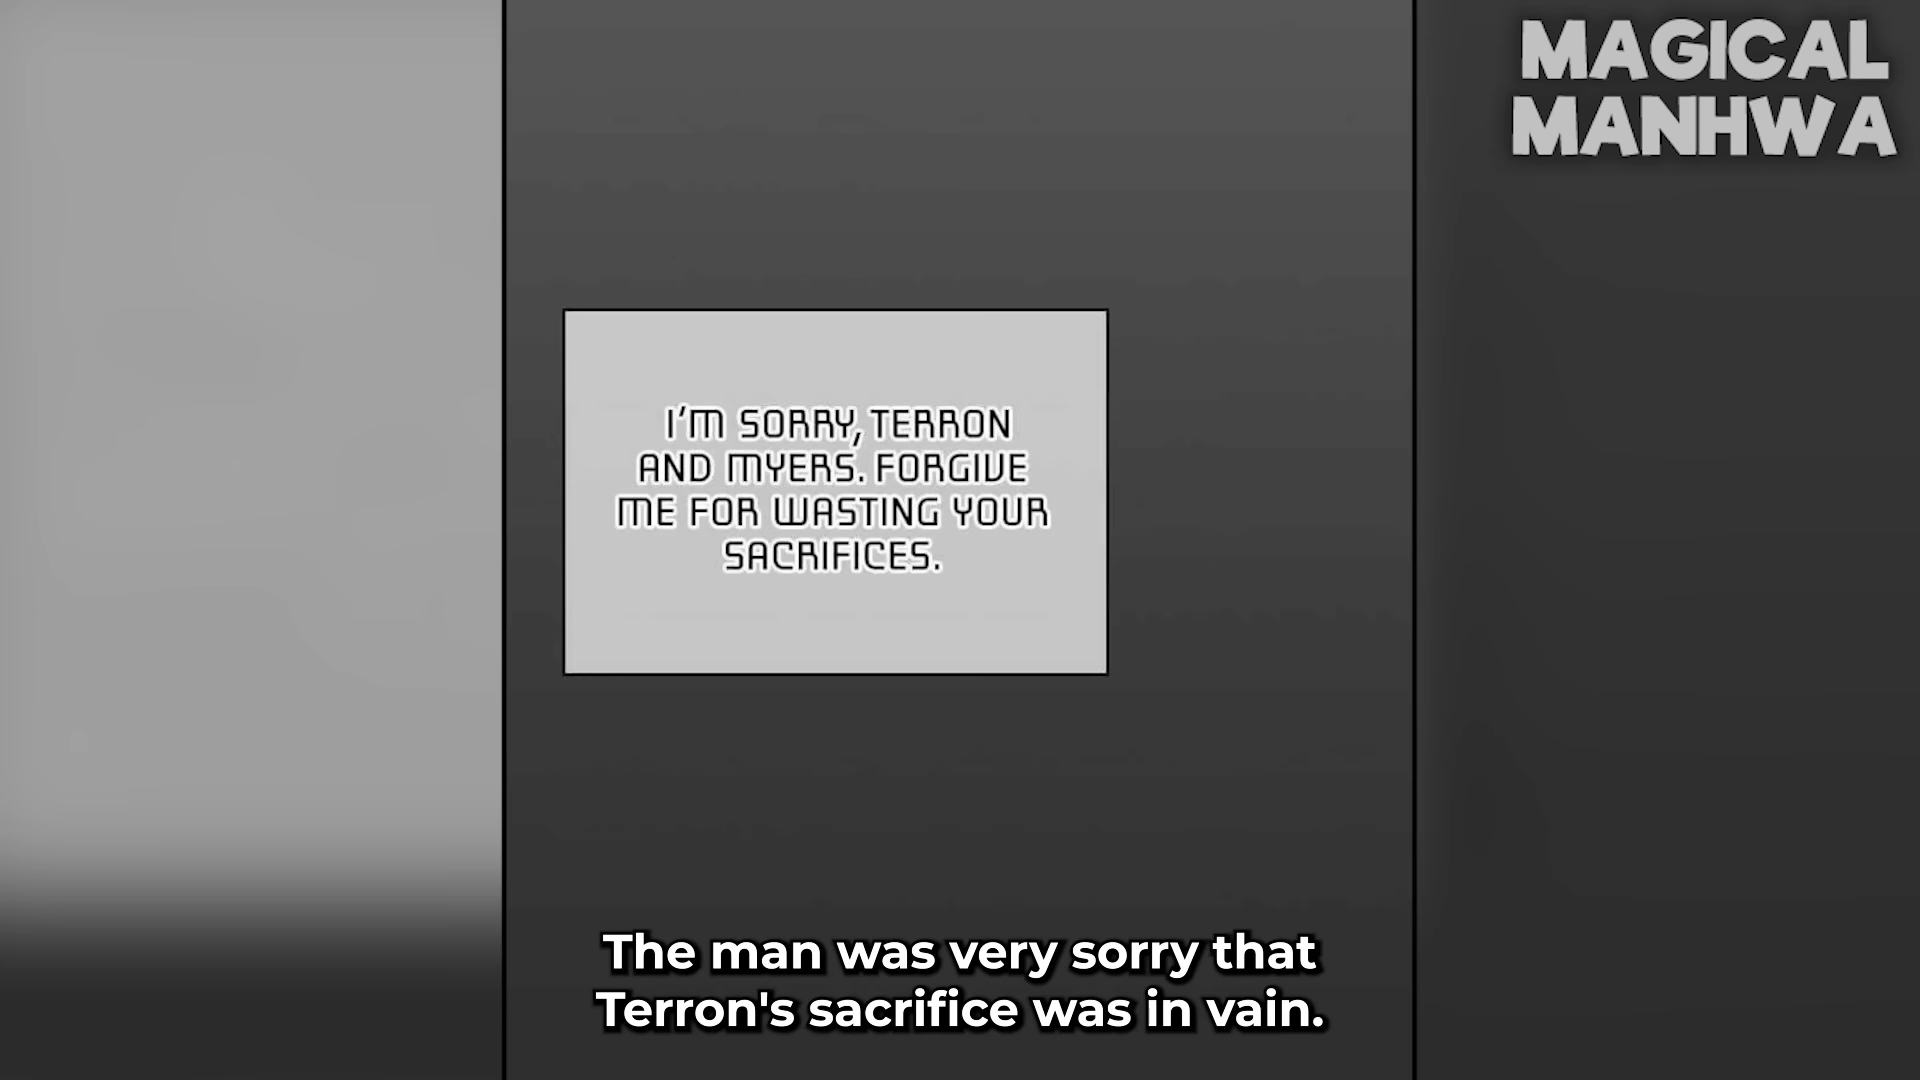 MAGICAL
MANHWA
I'M SORRY, TERRON
AND MYERS. FORGIVE
ME FOR WASTING YOUR
SACRIFICES.
The man was very sorry that
Terron's sacrifice was in vain.